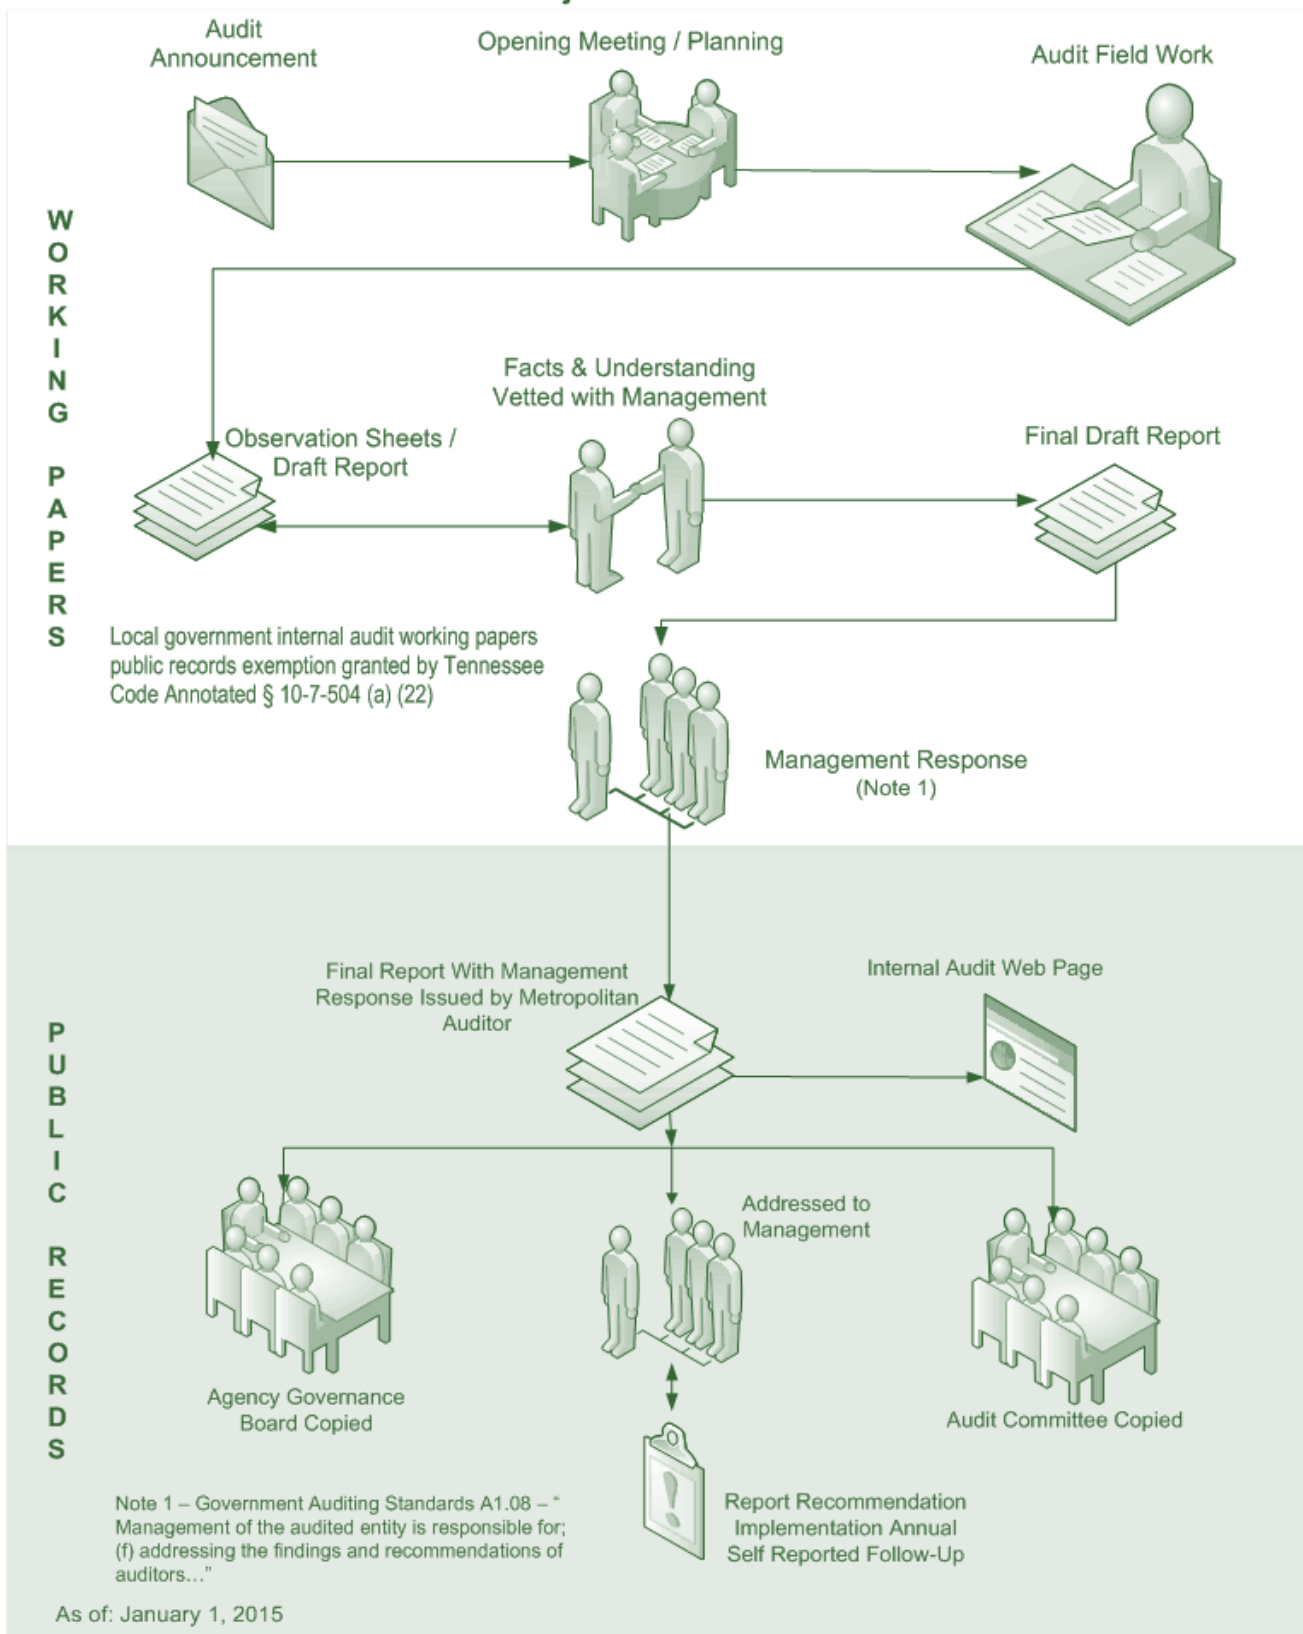 Audit
Announcement
Opening Meeting / Planning
Audit Field Work
WORKING PAPERS
Facts & Understanding
Vetted with Management
Observation Sheets /
Draft Report
Final Draft Report
Local government internal audit working papers
public records exemption granted by Tennessee
Code Annotated § 10-7-504 (a) (22)
Management Response
(Note 1)
PUBLIC RECORDS
Final Report With Management
Response Issued by Metropolitan
Auditor
Internal Audit Web Page
Addressed to
Management
Agency Governance
Board Copied
Audit Committee Copied
Note 1 – Government Auditing Standards A1.08 – “
Management of the audited entity is responsible for;
(f) addressing the findings and recommendations of
auditors…”
Report Recommendation
Implementation Annual
Self Reported Follow-Up
As of: January 1, 2015